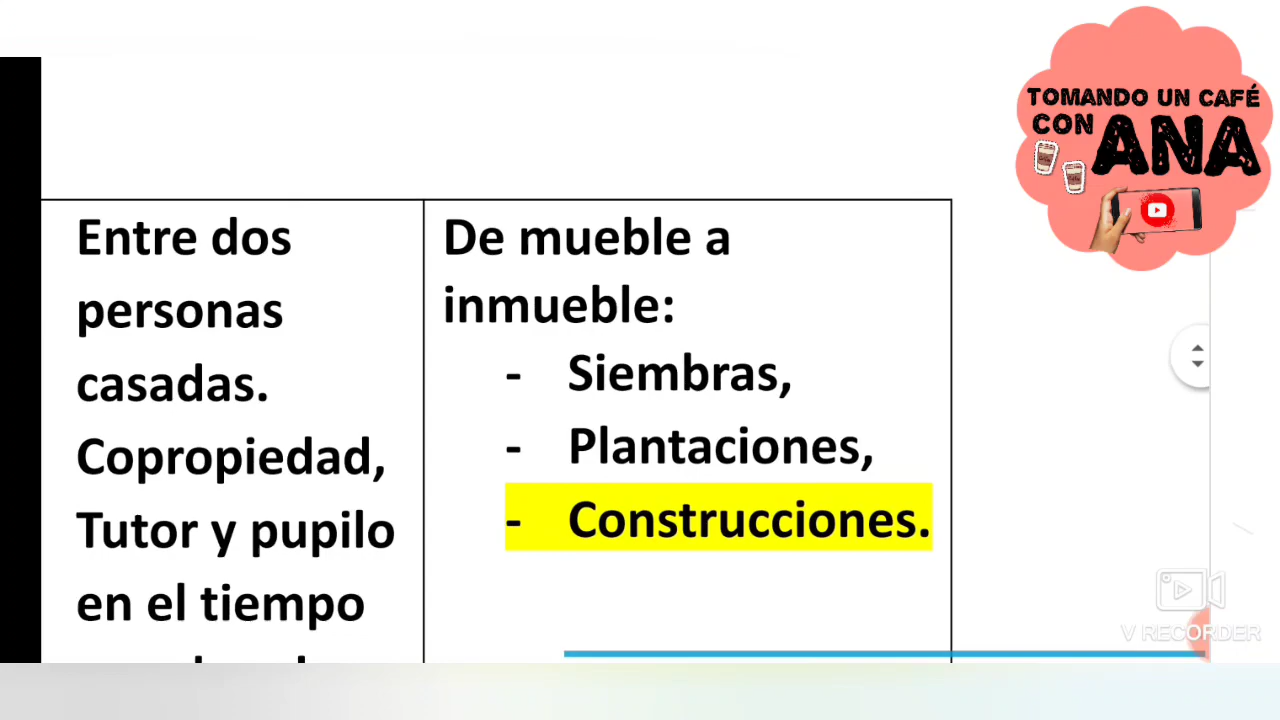 TOMANDO UN CAFÉ
CON ANA
Entre dos
personas
casadas.
Copropiedad,
Tutor y pupilo
en el tiempo
De mueble a
inmueble:
- Siembras,
- Plantaciones,
- Construcciones.
V RECORDER